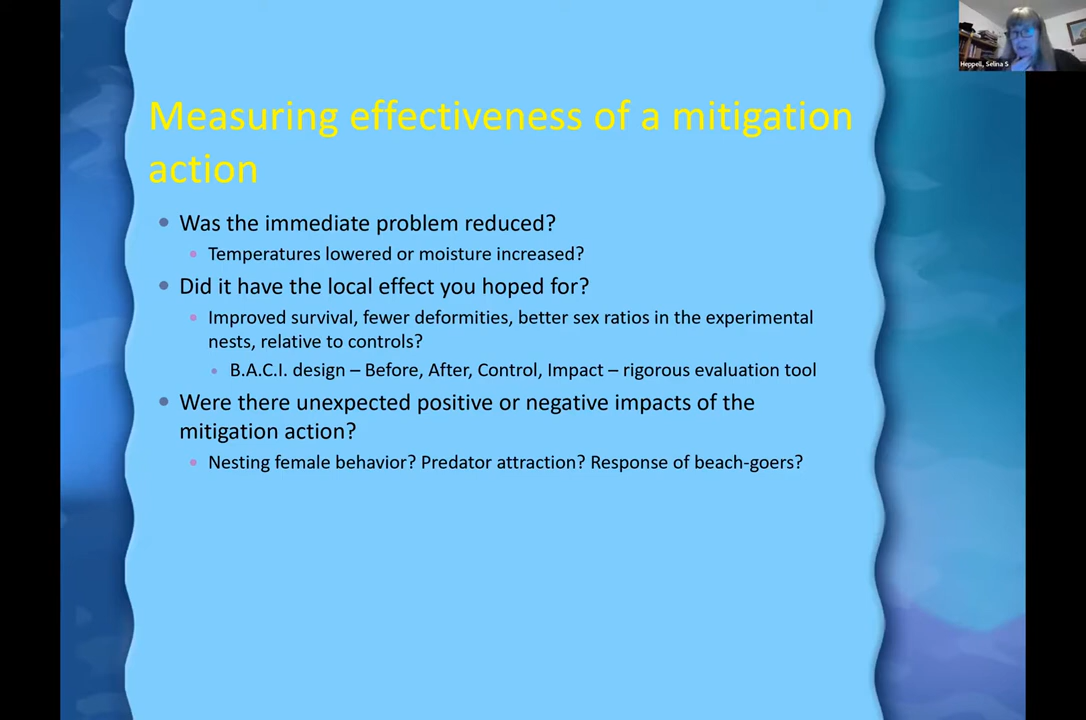 Heppell, Selina S
Measuring effectiveness of a mitigation
action
Was the immediate problem reduced?
Temperatures lowered or moisture increased?
Did it have the local effect you hoped for?
Improved survival, fewer deformities, better sex ratios in the experimental
nests, relative to controls?
B.A.C.I. design – Before, After, Control, Impact – rigorous evaluation tool
Were there unexpected positive or negative impacts of the
mitigation action?
Nesting female behavior? Predator attraction? Response of beach-goers?